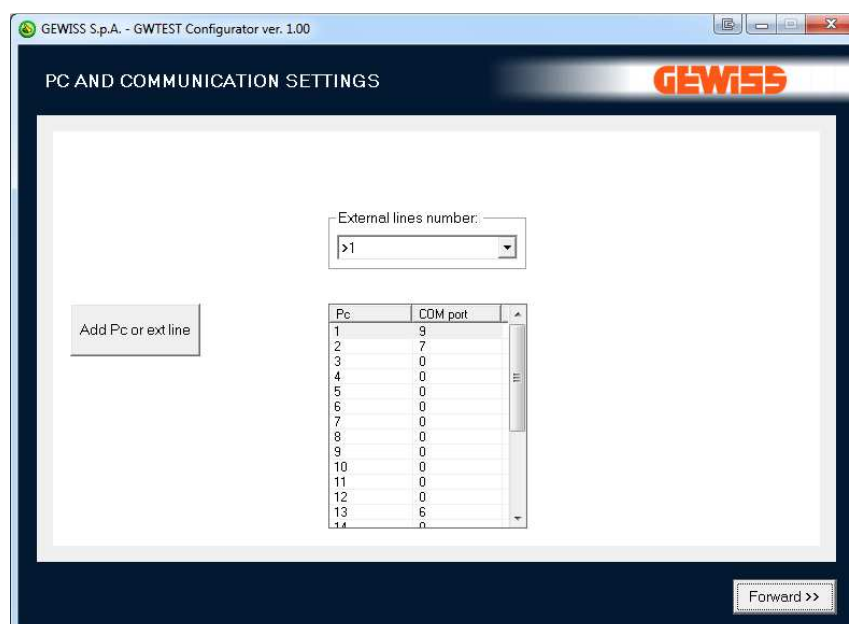 GEWISS S.p.A. - GWTEST Configurator ver. 1.00
PC AND COMMUNICATION SETTINGS
GEWiSS
External lines number:
>1
Add Pc or ext line
Pc COM port
1 9
2 7
3 0
4 0
5 0
6 0
7 0
8 0
9 0
10 0
11 0
12 0
13 6
14 0
Forward >>